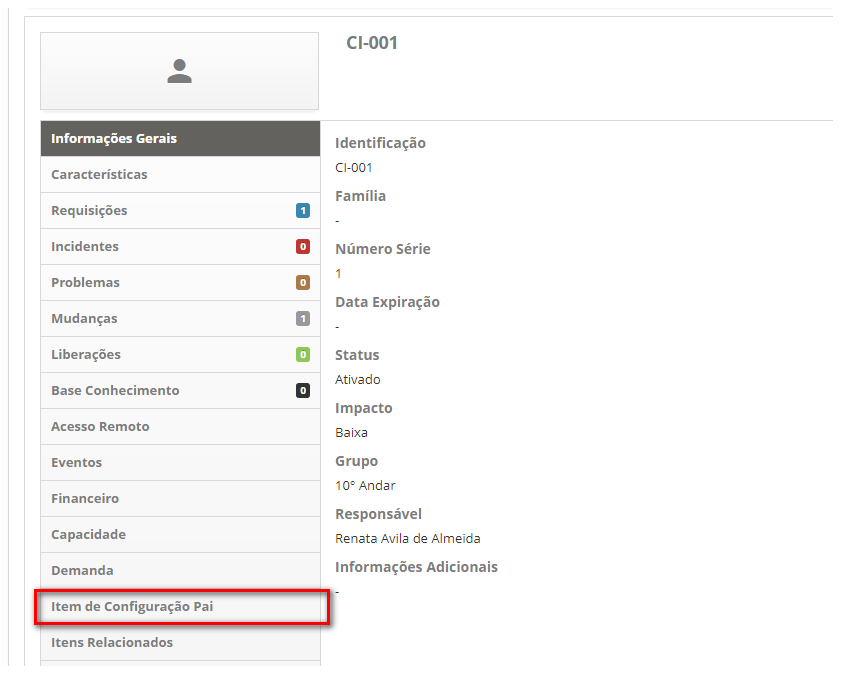 CI-001
Informações Gerais
Características
Requisições 1
Incidentes 0
Problemas 0
Mudanças 1
Liberações 0
Base Conhecimento 0
Acesso Remoto
Eventos
Financeiro
Capacidade
Demanda
Item de Configuração Pai
Itens Relacionados
Identificação
CI-001
Família
-
Número Série
1
Data Expiração
-
Status
Ativado
Impacto
Baixa
Grupo
10° Andar
Responsável
Renata Avila de Almeida
Informações Adicionais
-